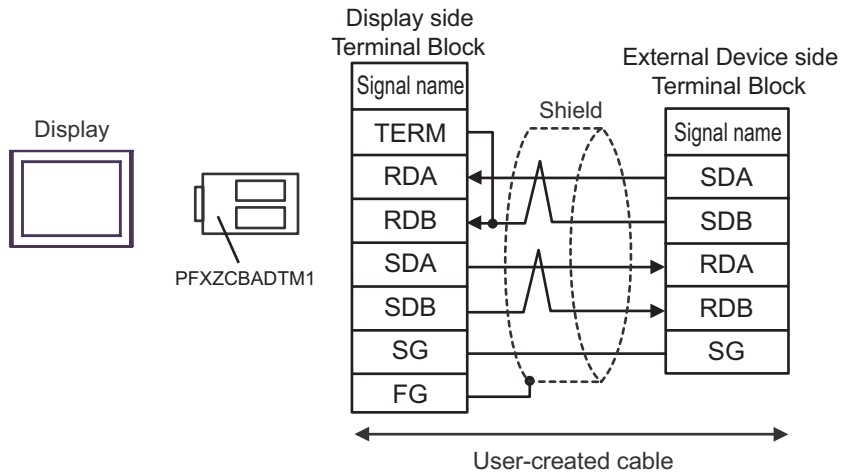 Display side
Terminal Block
External Device side
Terminal Block
Display
PFXZCBADTM1
Signal name
TERM
RDA
RDB
SDA
SDB
SG
FG
Shield
Signal name
SDA
SDB
RDA
RDB
SG
User-created cable